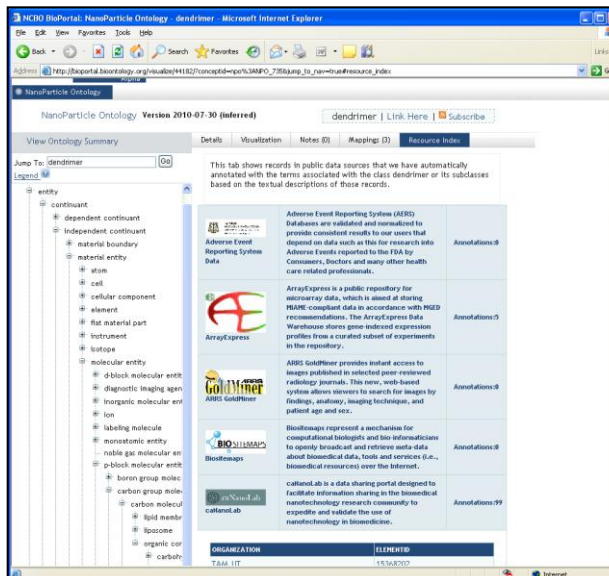 NCBO BioPortal: NanoParticle Ontology - dendrimer - Microsoft Internet Explorer
File Edit View Favorites Tools Help
Back Search Favorites Links
Address http://bioportal.bioontology.org/visualize/44182/?conceptid=npo%3ANPO_735&jump_to_nav=true#resource_index
NanoParticle Ontology
NanoParticle Ontology Version 2010-07-30 (inferred) dendrimer | Link Here | Subscribe
View Ontology Summary
Details Visualization Notes (0) Mappings (3) Resource Index
Jump To: dendrimer Go
Legend
entity
continuant
dependent continuant
independent continuant
material boundary
material entity
atom
cell
cellular component
element
flat material part
instrument
isotope
molecular entity
d-block molecular entit
diagnostic imaging agen
inorganic molecular ent
ion
labeling molecule
monoatomic entity
noble gas molecular en
p-block molecular entit
boron group molec
carbon group mole
carbon molecul
lipid membr
liposome
organic cor
carboh
This tab shows records in public data sources that we have automatically
annotated with the terms associated with the class dendrimer or its subclasses
based on the textual descriptions of those records.
Adverse Event
Reporting System
Data
Adverse Event Reporting System (AERS)
Databases are validated and normalized to
provide consistent results to our users that
depend on data such as this for research into
Adverse Events reported to the FDA by
Consumers, Doctors and many other health
care related professionals.
Annotations:0
ArrayExpress
ArrayExpress is a public repository for
microarray data, which is aimed at storing
MIAME-compliant data in accordance with MGED
recommendations. The ArrayExpress Data
Warehouse stores gene-indexed expression
profiles from a curated subset of experiments
in the repository.
Annotations:5
GoldMiner
ARRS GoldMiner
ARRS GoldMiner provides instant access to
images published in selected peer-reviewed
radiology journals. This new, web-based
system allows viewers to search for images by
findings, anatomy, imaging technique, and
patient age and sex.
Annotations:0
BIOSITEMAPS
Biositemaps
Biositemaps represent a mechanism for
computational biologists and bio-informaticians
to openly broadcast and retrieve meta-data
about biomedical data, tools and services (i.e.,
biomedical resources) over the Internet.
Annotations:0
caNanoLab
caNanoLab
caNanoLab is a data sharing portal designed to
facilitate information sharing in the biomedical
nanotechnology research community to
expedite and validate the use of
nanotechnology in biomedicine.
Annotations:99
ORGANIZATION ELEMENTID
TAM_UT 15368202
Internet